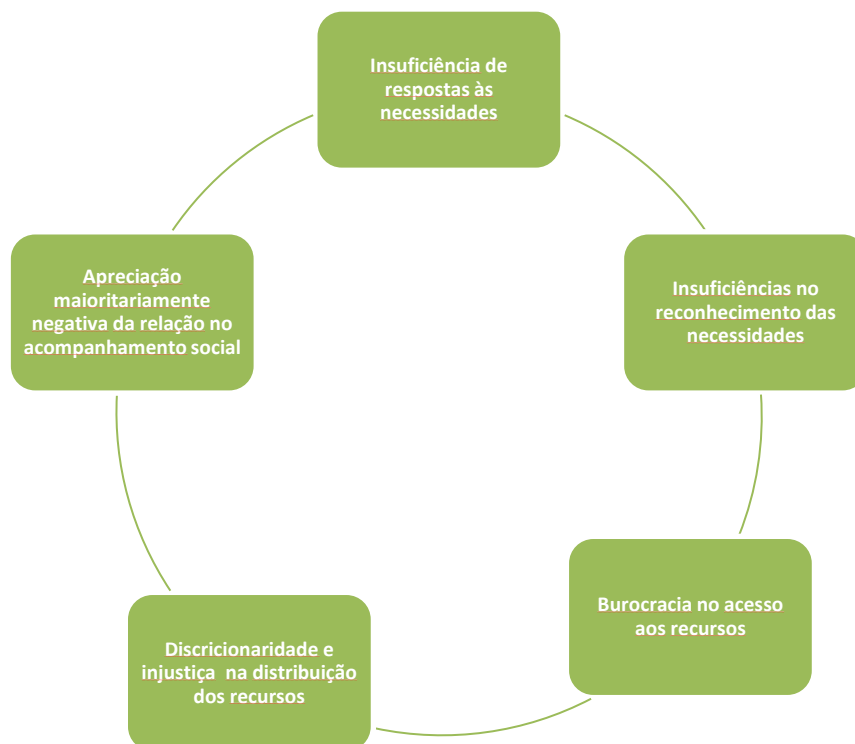 Insuficiência de
respostas às
necessidades
Insuficiências no
reconhecimento das
necessidades
Burocracia no acesso
aos recursos
Discricionaridade e
injustiça na distribuição
dos recursos
Apreciação
maioritariamente
negativa da relação no
acompanhamento social